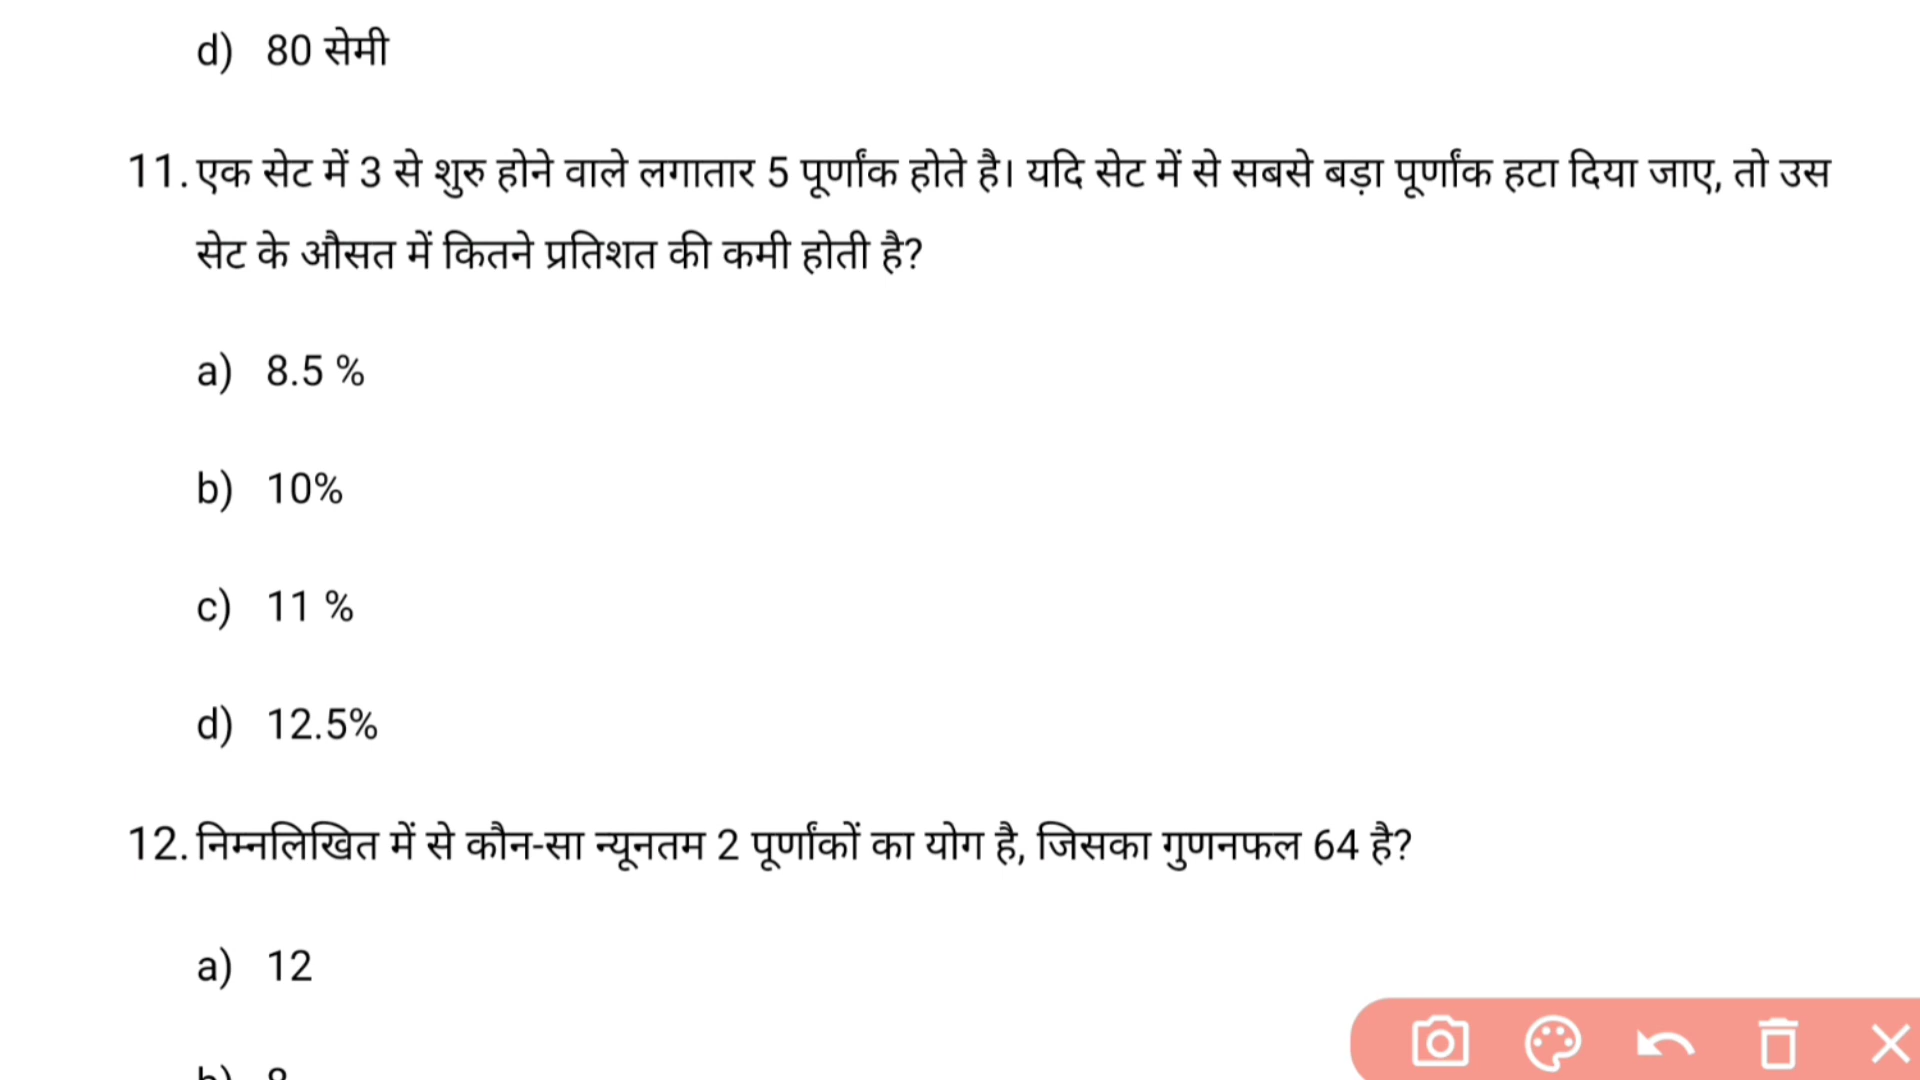 d) 80 सेमी
11. एक सेट में 3 से शुरु होने वाले लगातार 5 पूर्णांक होते है। यदि सेट में से सबसे बड़ा पूर्णांक हटा दिया जाए, तो उस
सेट के औसत में कितने प्रतिशत की कमी होती है?
a) 8.5 %
b) 10%
c) 11 %
d) 12.5%
12. निम्नलिखित में से कौन-सा न्यूनतम 2 पूर्णांकों का योग है, जिसका गुणनफल 64 है?
a) 12